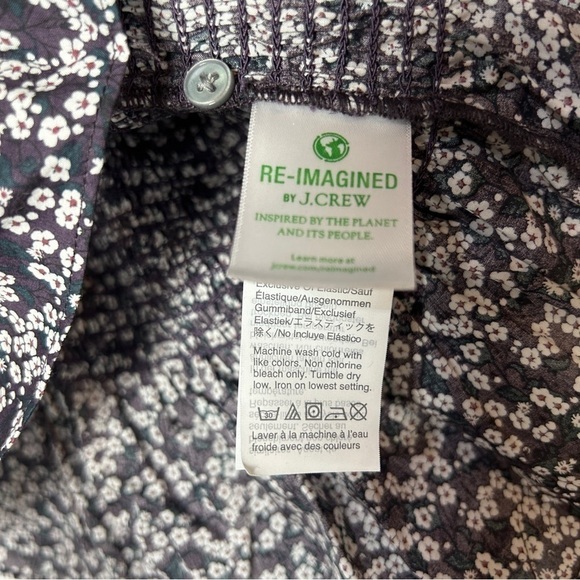 RE-IMAGINED
BY J.CREW
INSPIRED BY THE PLANET
AND ITS PEOPLE.
Learn more at
jcrew.com/reimagined
Exclusive Of Elastic/Sauf
Élastique/Ausgenommen
Gummiband/Exclusief
Elastiek/エラスティックを
除く/No Incluye Elástico
Machine wash cold with
like colors. Non chlorine
bleach only. Tumble dry
low. Iron on lowest setting.
30
Laver à la machine à l'eau
froide avec des couleurs